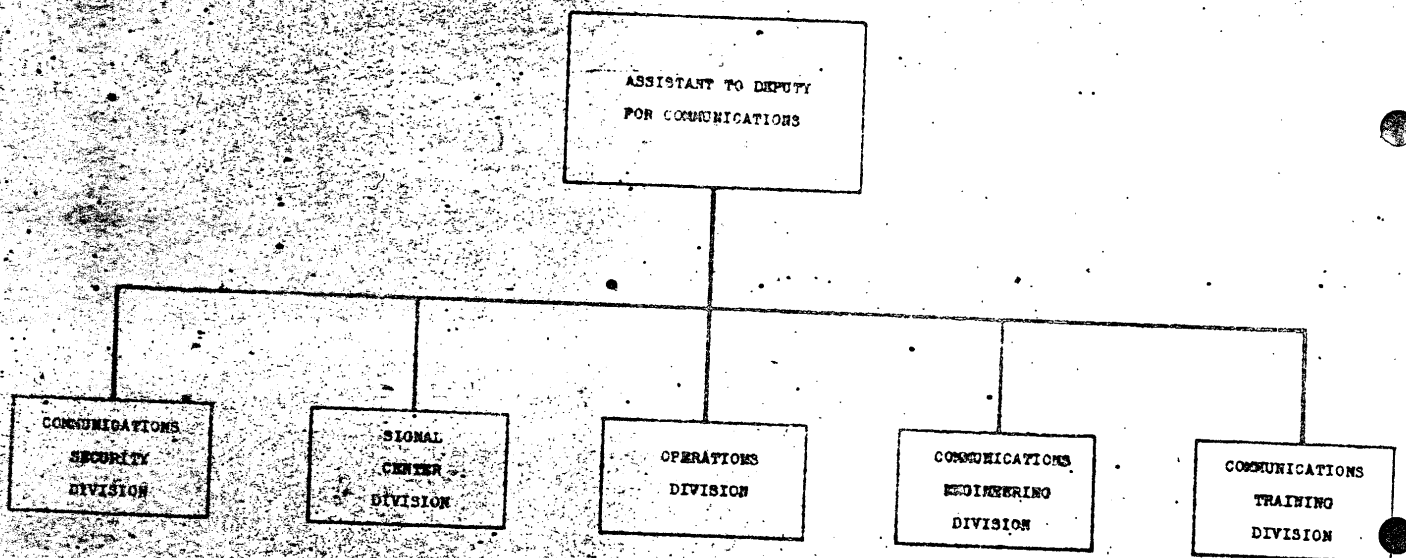 ASSISTANT TO DEPUTY
FOR COMMUNICATIONS
COMMUNICATIONS
SECURITY
DIVISION
SIGNAL
CENTER
DIVISION
OPERATIONS
DIVISION
COMMUNICATIONS
ENGINEERING
DIVISION
COMMUNICATIONS
TRAINING
DIVISION